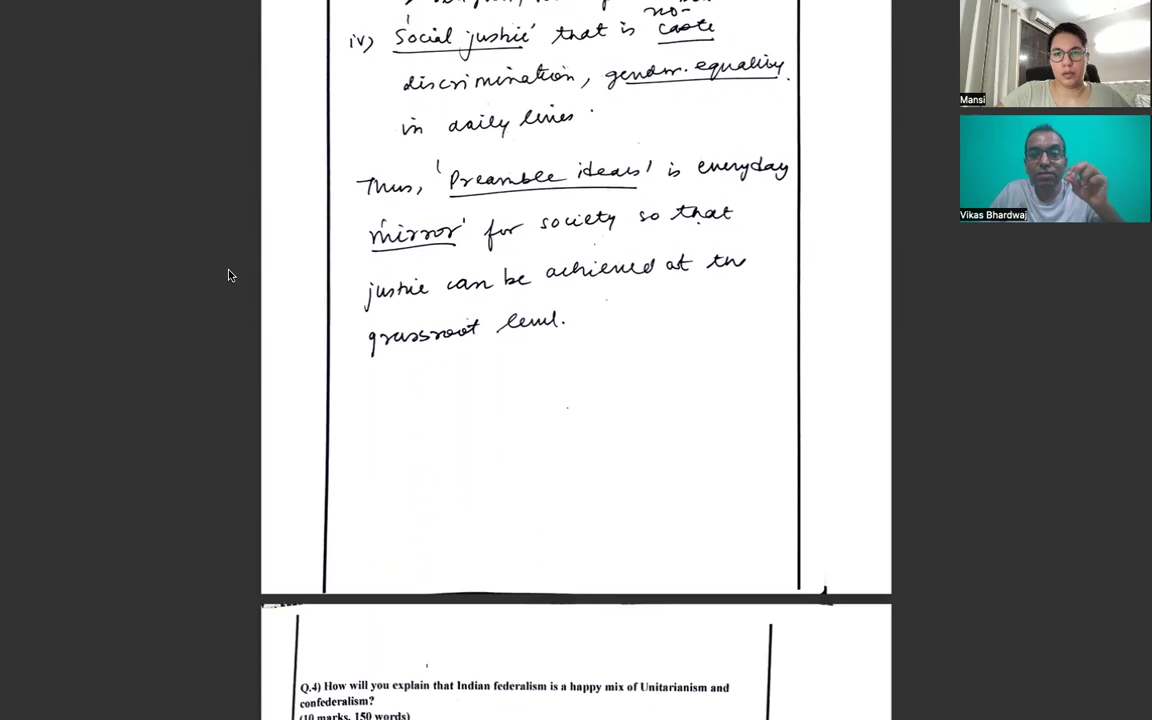 no-
iv) 'Social justice' that is caste
discrimination, gender equality
in daily lives.
Thus, 'Preamble ideas' is everyday
'mirror' for society so that
justice can be achieved at the
grassroot level.
Q.4) How will you explain that Indian federalism is a happy mix of Unitarianism and
confederalism?
(10 marks, 150 words)
Mansi
Vikas Bhardwaj